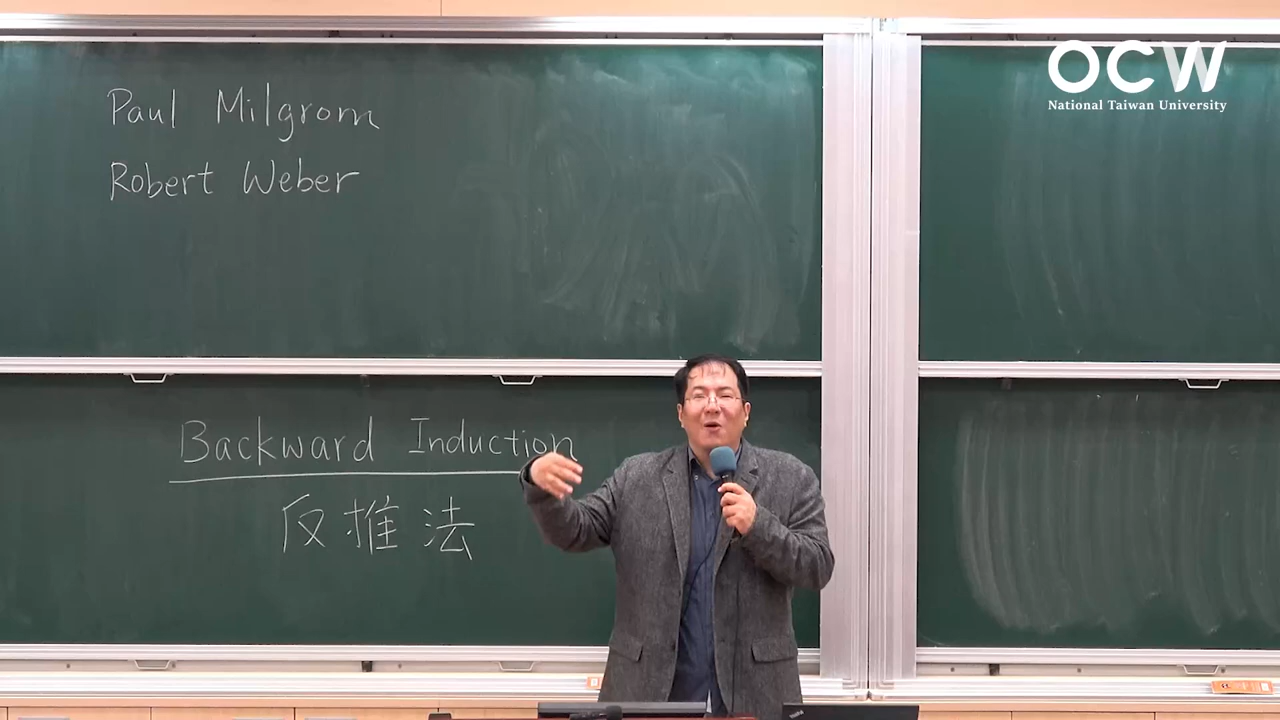 OCW
National Taiwan University
Paul Milgrom
Robert Weber
Backward Induction
反推法